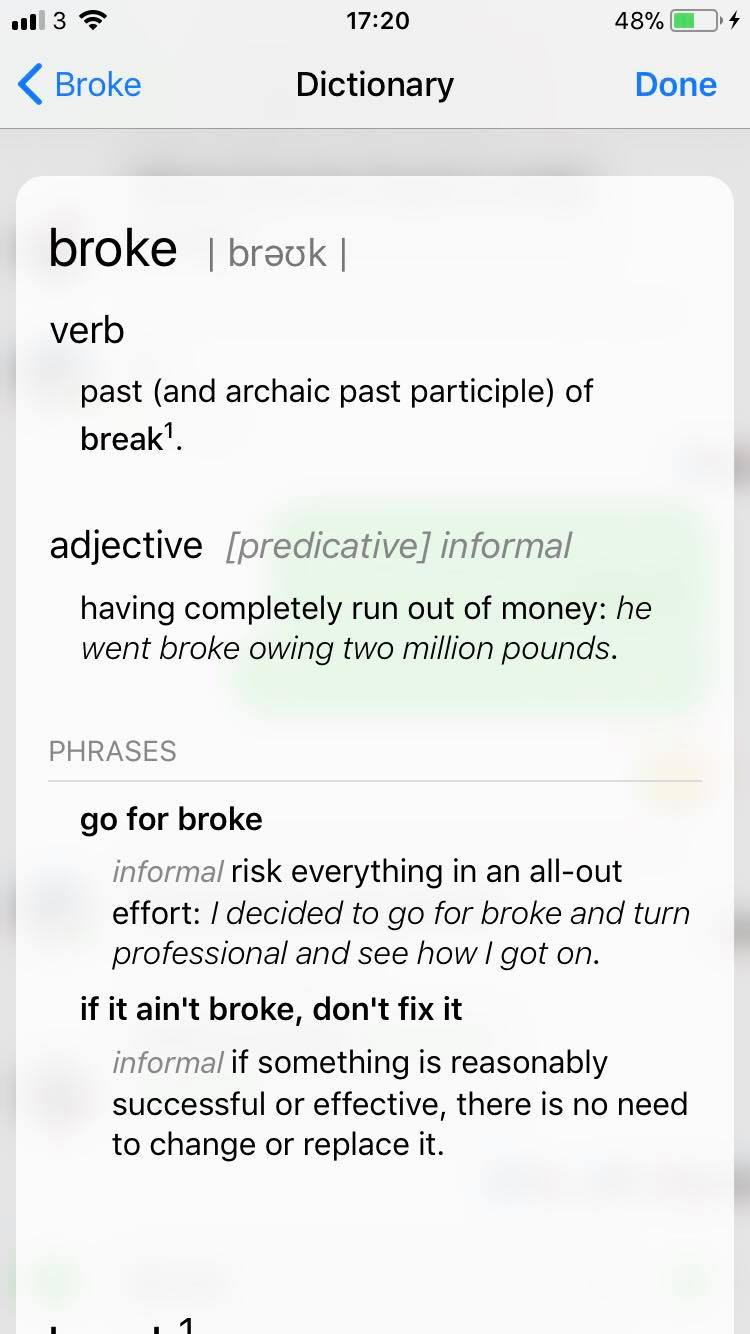 3 17:20 48%
Broke Dictionary Done
broke | brəʊk |
verb
past (and archaic past participle) of
break¹.
adjective [predicative] informal
having completely run out of money: he
went broke owing two million pounds.
PHRASES
go for broke
informal risk everything in an all-out
effort: I decided to go for broke and turn
professional and see how I got on.
if it ain't broke, don't fix it
informal if something is reasonably
successful or effective, there is no need
to change or replace it.
1